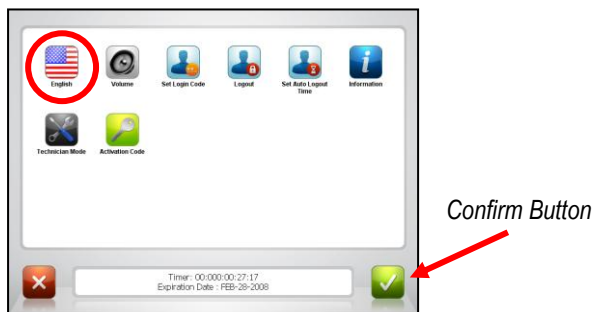 English
Volume
Set Login Code
Logout
Set Auto Logout
Time
Information
Technician Mode
Activation Code
Confirm Button
Timer: 00:000:00:27:17
Expiration Date : FEB-28-2008